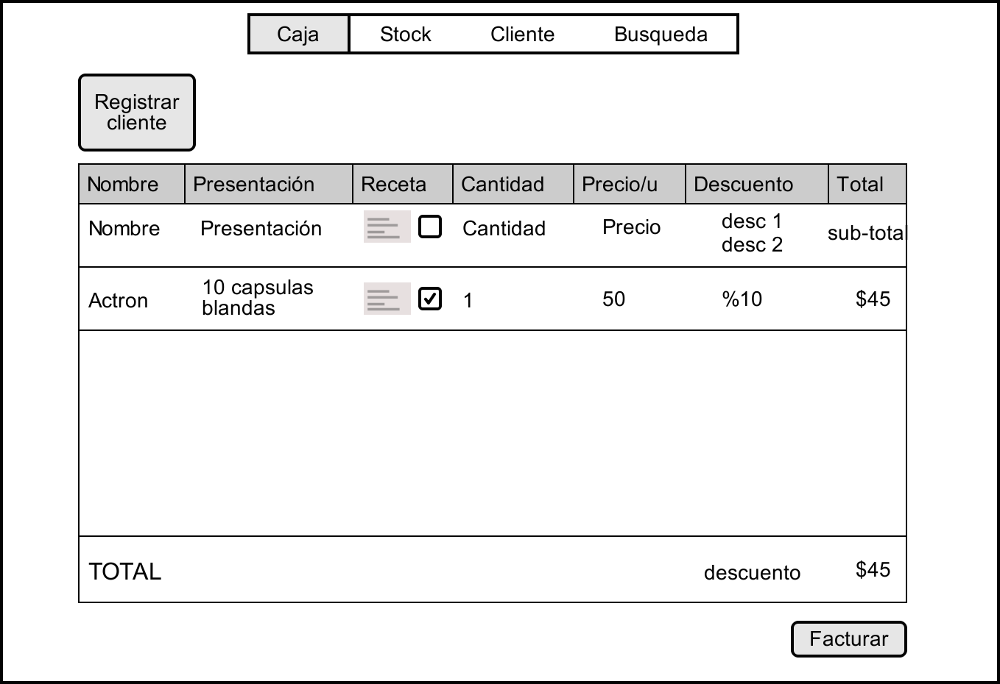 Caja Stock Cliente Busqueda
Registrar
cliente
Nombre Presentación Receta Cantidad Precio/u Descuento Total
Nombre Presentación Cantidad Precio desc 1 sub-total
desc 2
Actron 10 capsulas 1 50 %10 $45
blandas
TOTAL descuento $45
Facturar